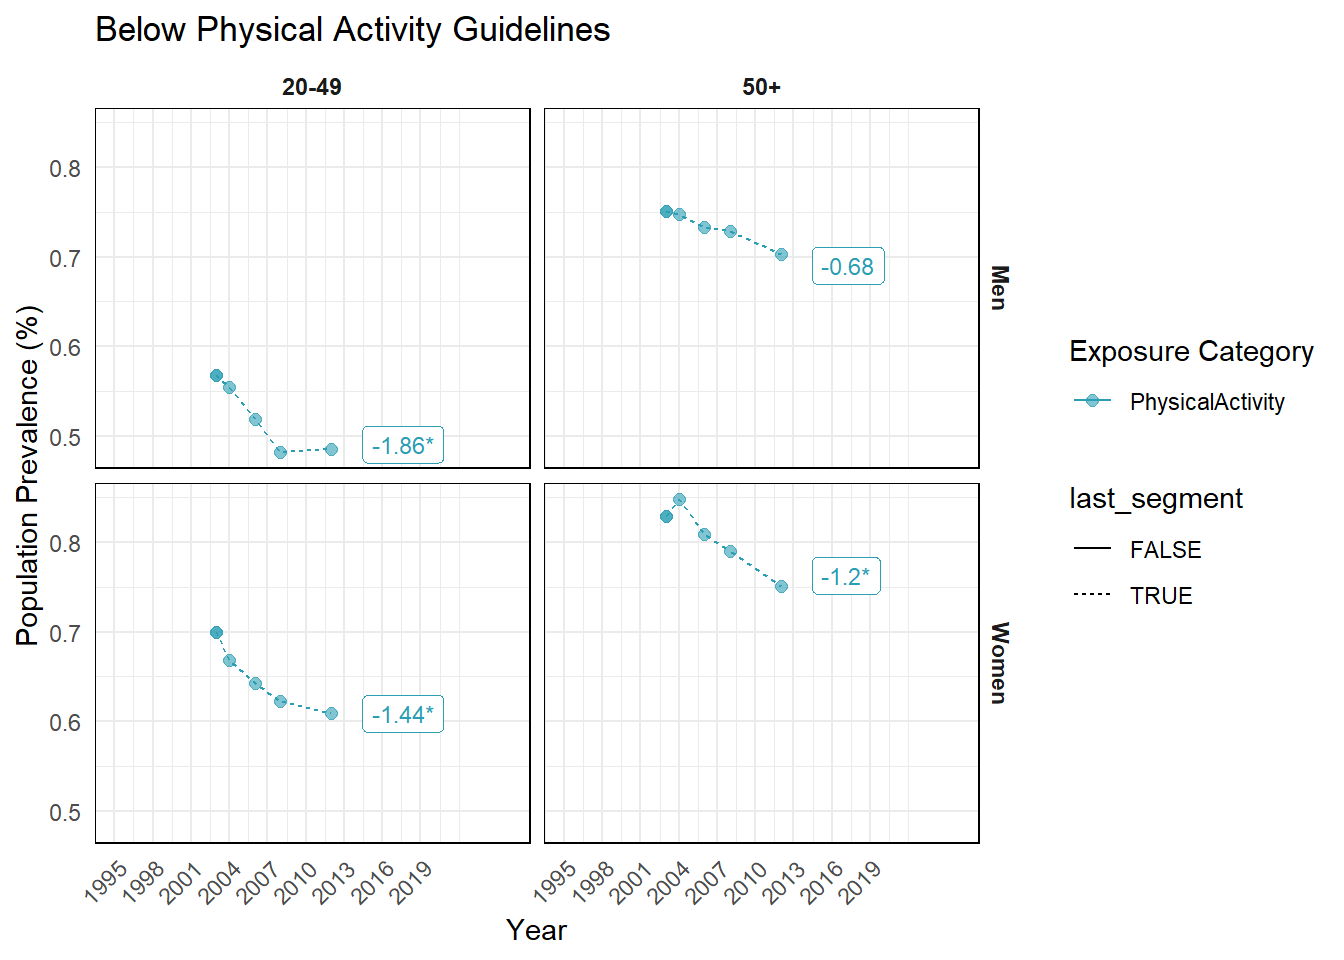 Below Physical Activity Guidelines
20-49
50+
0.8
0.7
0.6
0.5
-1.86*
-0.68
Men
0.8
0.7
0.6
0.5
-1.44*
-1.2*
Women
Population Prevalence (%)
1995 1998 2001 2004 2007 2010 2013 2016 2019
1995 1998 2001 2004 2007 2010 2013 2016 2019
Year
Exposure Category
PhysicalActivity
last_segment
FALSE
TRUE